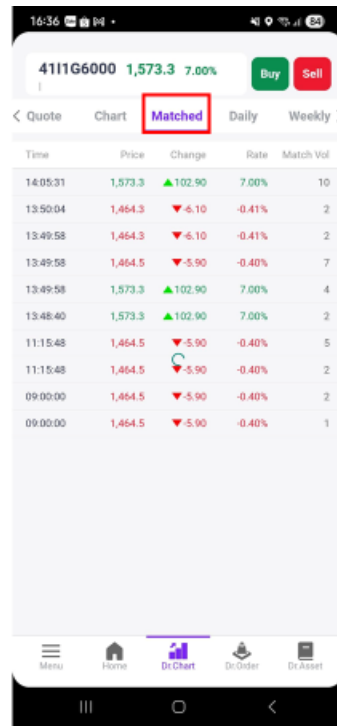 16:36 84
41I1G6000 1,573.3 7.00% Buy Sell
Quote Chart Matched Daily Weekly
Time Price Change Rate Match Vol
14:05:31 1,573.3 ▲102.90 7.00% 10
13:50:04 1,464.3 ▼-6.10 -0.41% 2
13:49:58 1,464.3 ▼-6.10 -0.41% 2
13:49:58 1,464.5 ▼-5.90 -0.40% 7
13:49:58 1,573.3 ▲102.90 7.00% 4
13:48:40 1,573.3 ▲102.90 7.00% 2
11:15:48 1,464.5 ▼-5.90 -0.40% 5
11:15:48 1,464.5 ▼-5.90 -0.40% 2
09:00:00 1,464.5 ▼-5.90 -0.40% 2
09:00:00 1,464.5 ▼-5.90 -0.40% 1
Menu Home Dr.Chart Dr.Order Dr.Asset